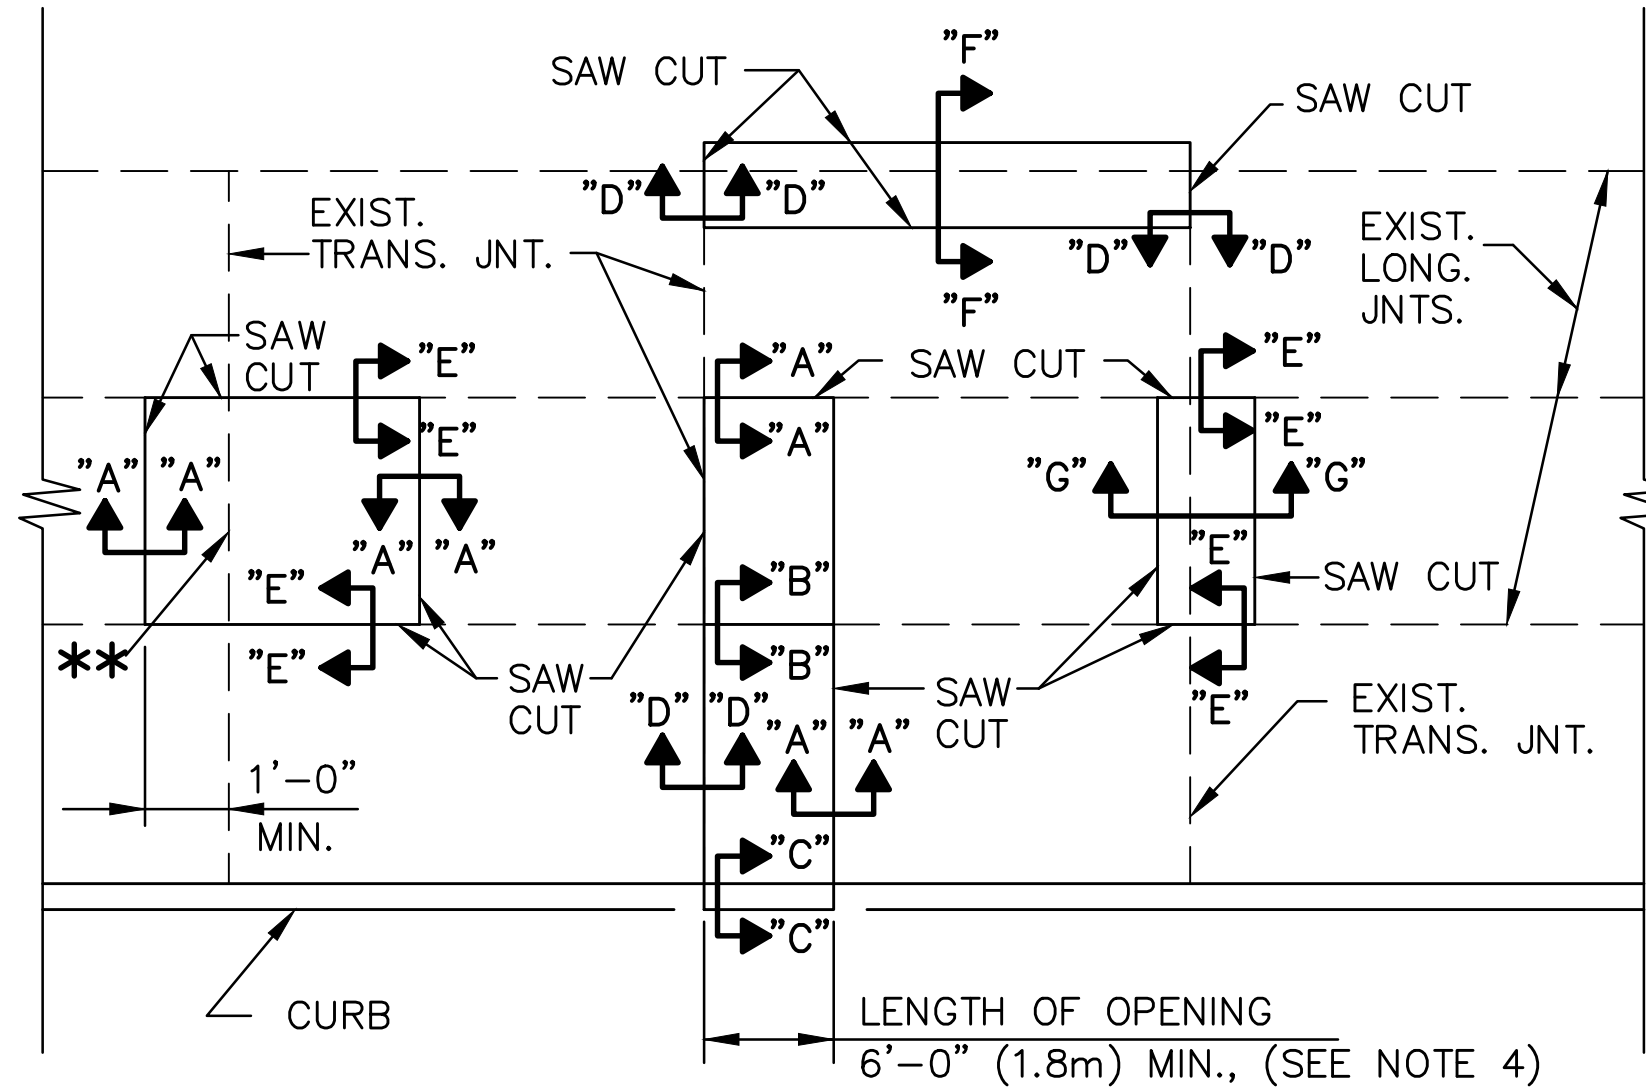 "F"
SAW CUT
SAW CUT
"D" "D"
EXIST.
TRANS. JNT.
EXIST.
LONG.
JNTS.
"D" "D"
"F"
SAW
CUT
"E"
"A"
SAW CUT
"E"
"E"
"A"
"E"
"A" "A"
"G" "G"
"A" "A"
"E"
"E"
"B"
SAW CUT
**
"E"
"B"
SAW
CUT
"D" "D"
SAW
CUT
"E"
EXIST.
TRANS. JNT.
"A" "A"
1'-0"
MIN.
"C"
"C"
CURB
LENGTH OF OPENING
6'-0" (1.8m) MIN., (SEE NOTE 4)